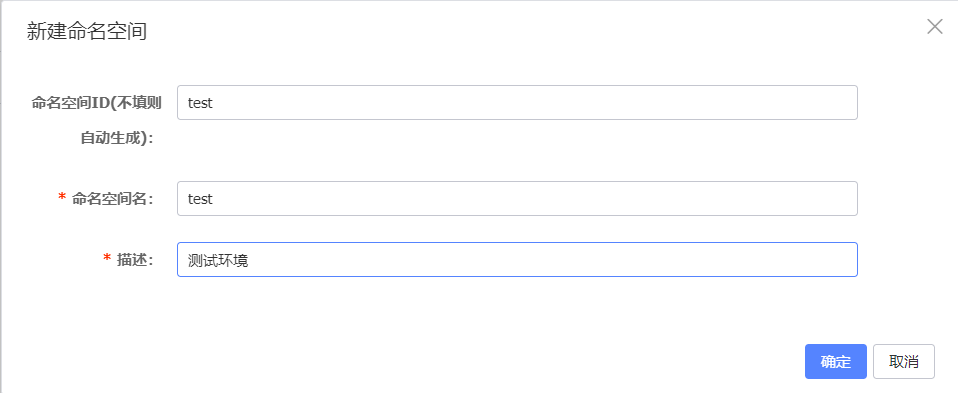 新建命名空间
命名空间ID(不填则
自动生成)：
test
* 命名空间名：
test
* 描述：
测试环境
确定
取消